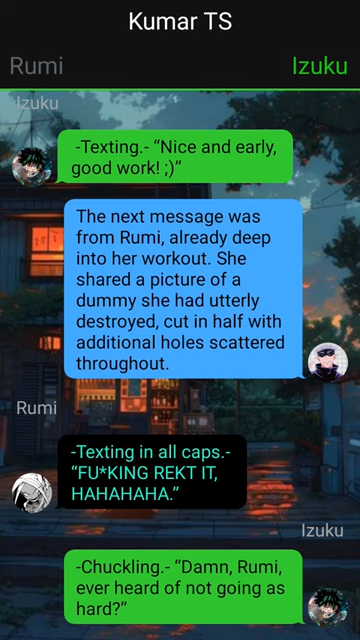 Kumar TS
Rumi
Izuku
Izuku
-Texting.- “Nice and early,
good work! ;)”
The next message was
from Rumi, already deep
into her workout. She
shared a picture of a
dummy she had utterly
destroyed, cut in half with
additional holes scattered
throughout.
Rumi
-Texting in all caps.-
“FU*KING REKT IT,
HAHAHAHA.”
Izuku
-Chuckling.- “Damn, Rumi,
ever heard of not going as
hard?”